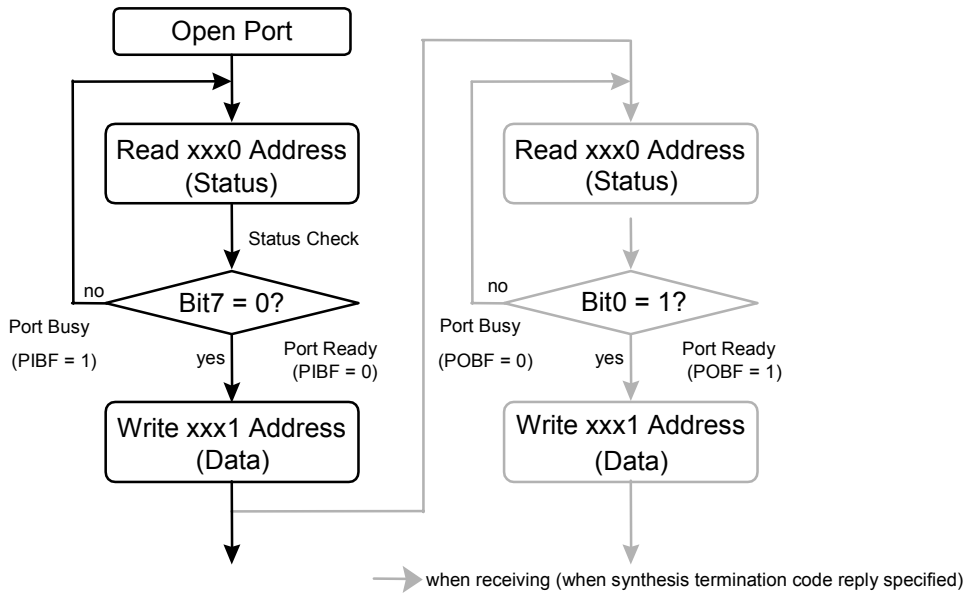 Open Port
Read xxx0 Address
(Status)
Status Check
Bit7 = 0?
no
Port Busy
(PIBF = 1)
yes
Port Ready
(PIBF = 0)
Write xxx1 Address
(Data)
Read xxx0 Address
(Status)
Bit0 = 1?
no
Port Busy
(POBF = 0)
yes
Port Ready
(POBF = 1)
Write xxx1 Address
(Data)
when receiving (when synthesis termination code reply specified)